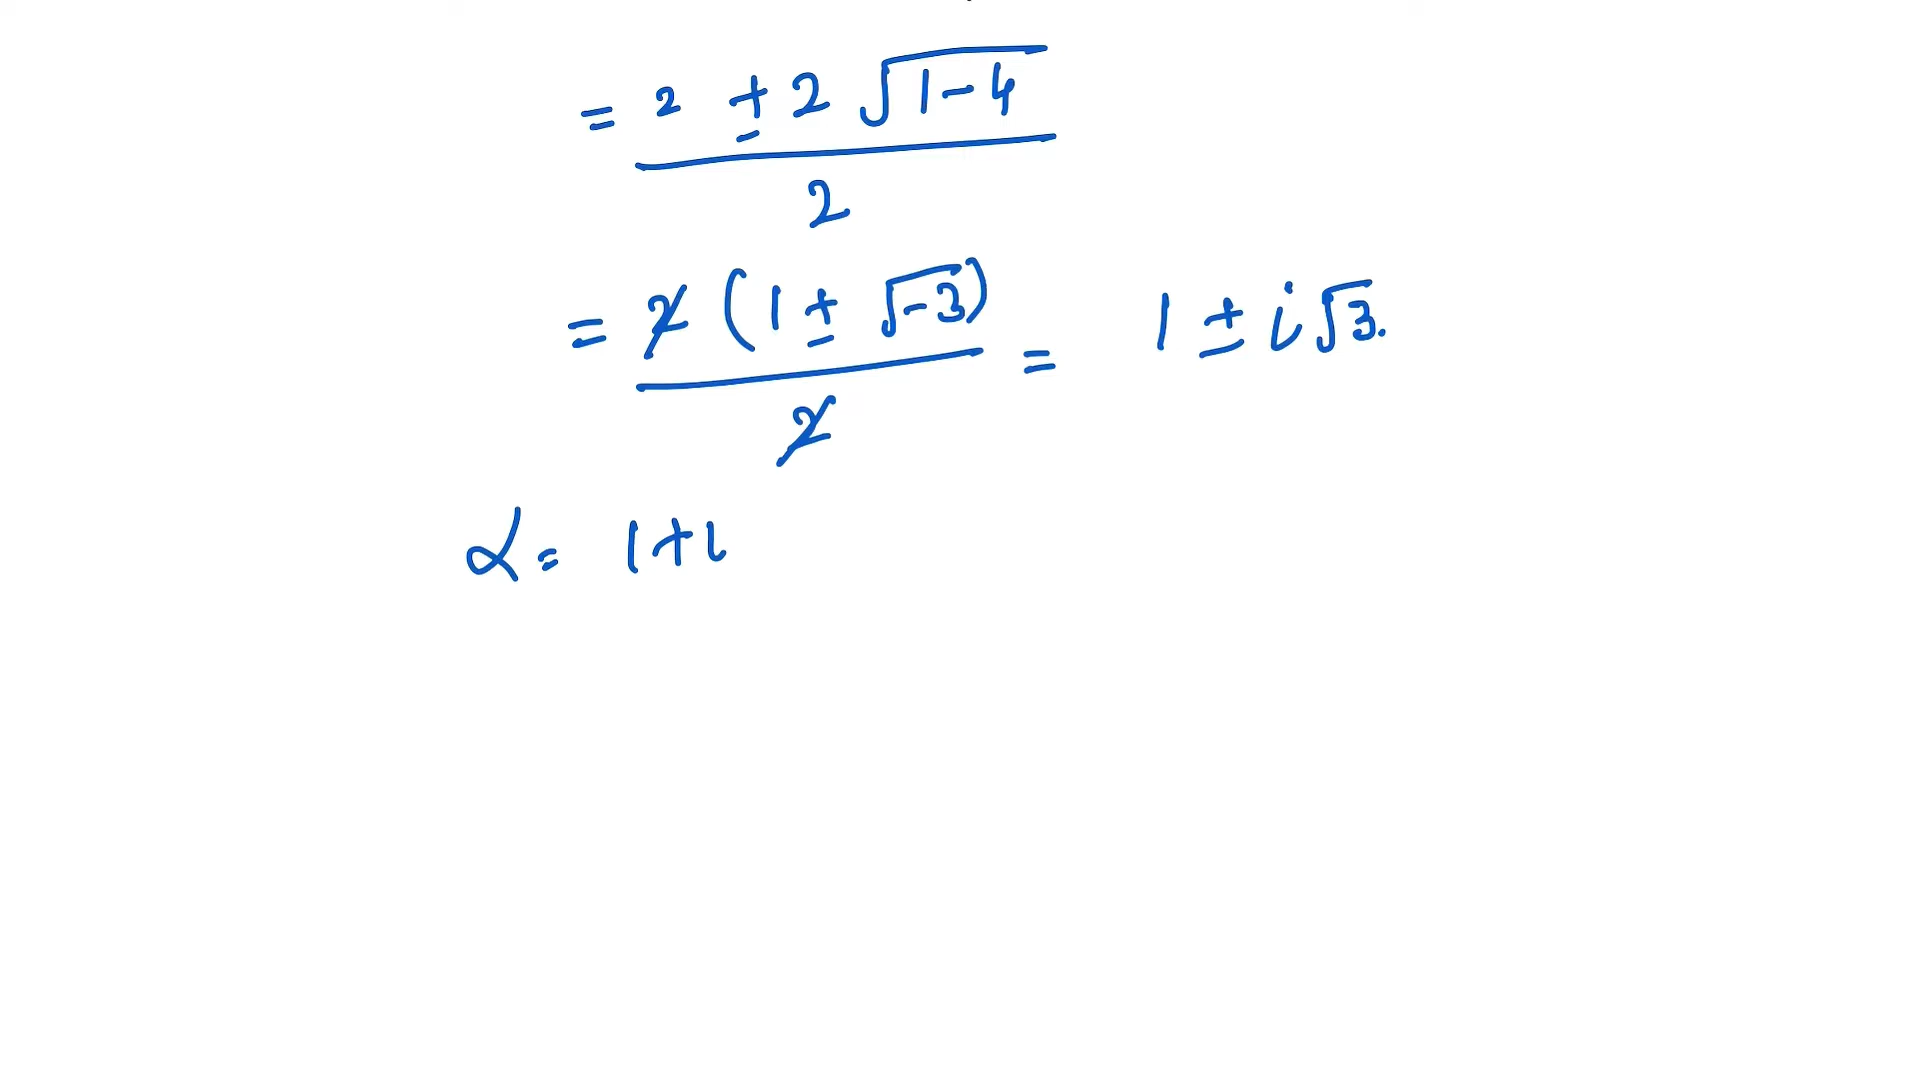 = 2 ± 2 √1-4
2
= 2 (1 ± √-3) = 1 ± i√3.
2
α = 1+i